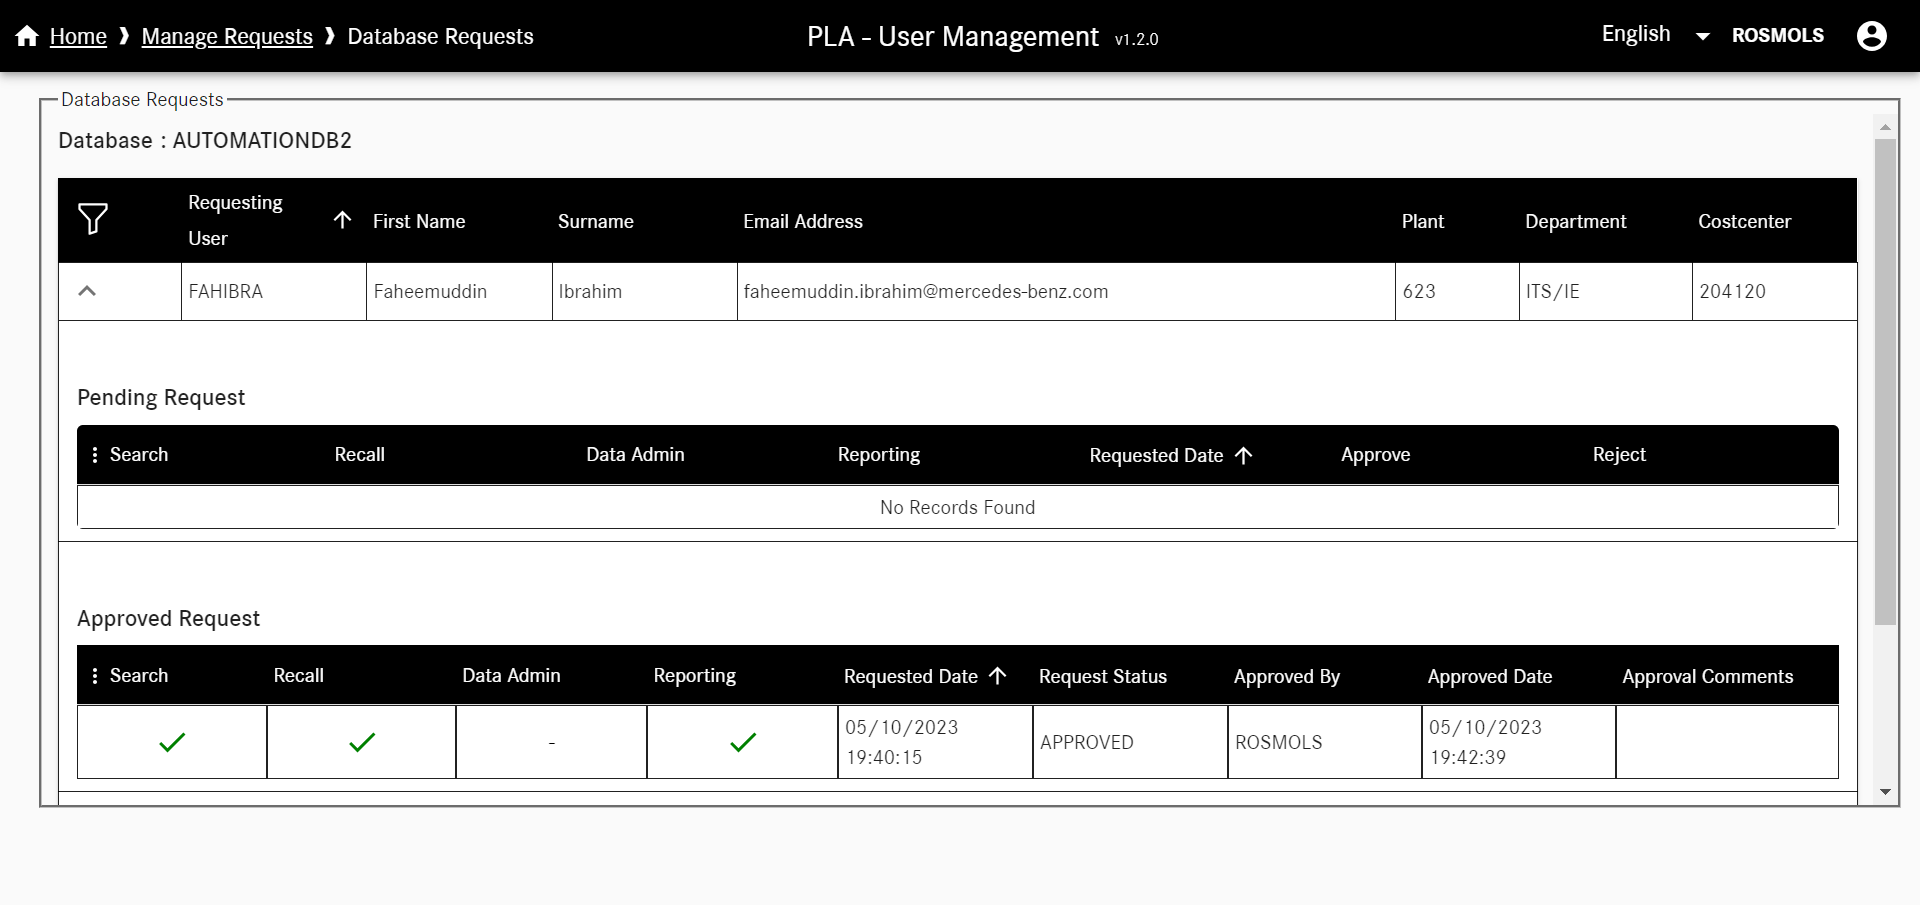 Home ❱ Manage Requests ❱ Database Requests
PLA - User Management v1.2.0
English ROSMOLS
Database Requests
Database : AUTOMATIONDB2
Requesting User First Name Surname Email Address Plant Department Costcenter
FAHIBRA Faheemuddin Ibrahim faheemuddin.ibrahim@mercedes-benz.com 623 ITS/IE 204120
Pending Request
Search Recall Data Admin Reporting Requested Date Approve Reject
No Records Found
Approved Request
Search Recall Data Admin Reporting Requested Date Request Status Approved By Approved Date Approval Comments
- 05/10/2023 19:40:15 APPROVED ROSMOLS 05/10/2023 19:42:39